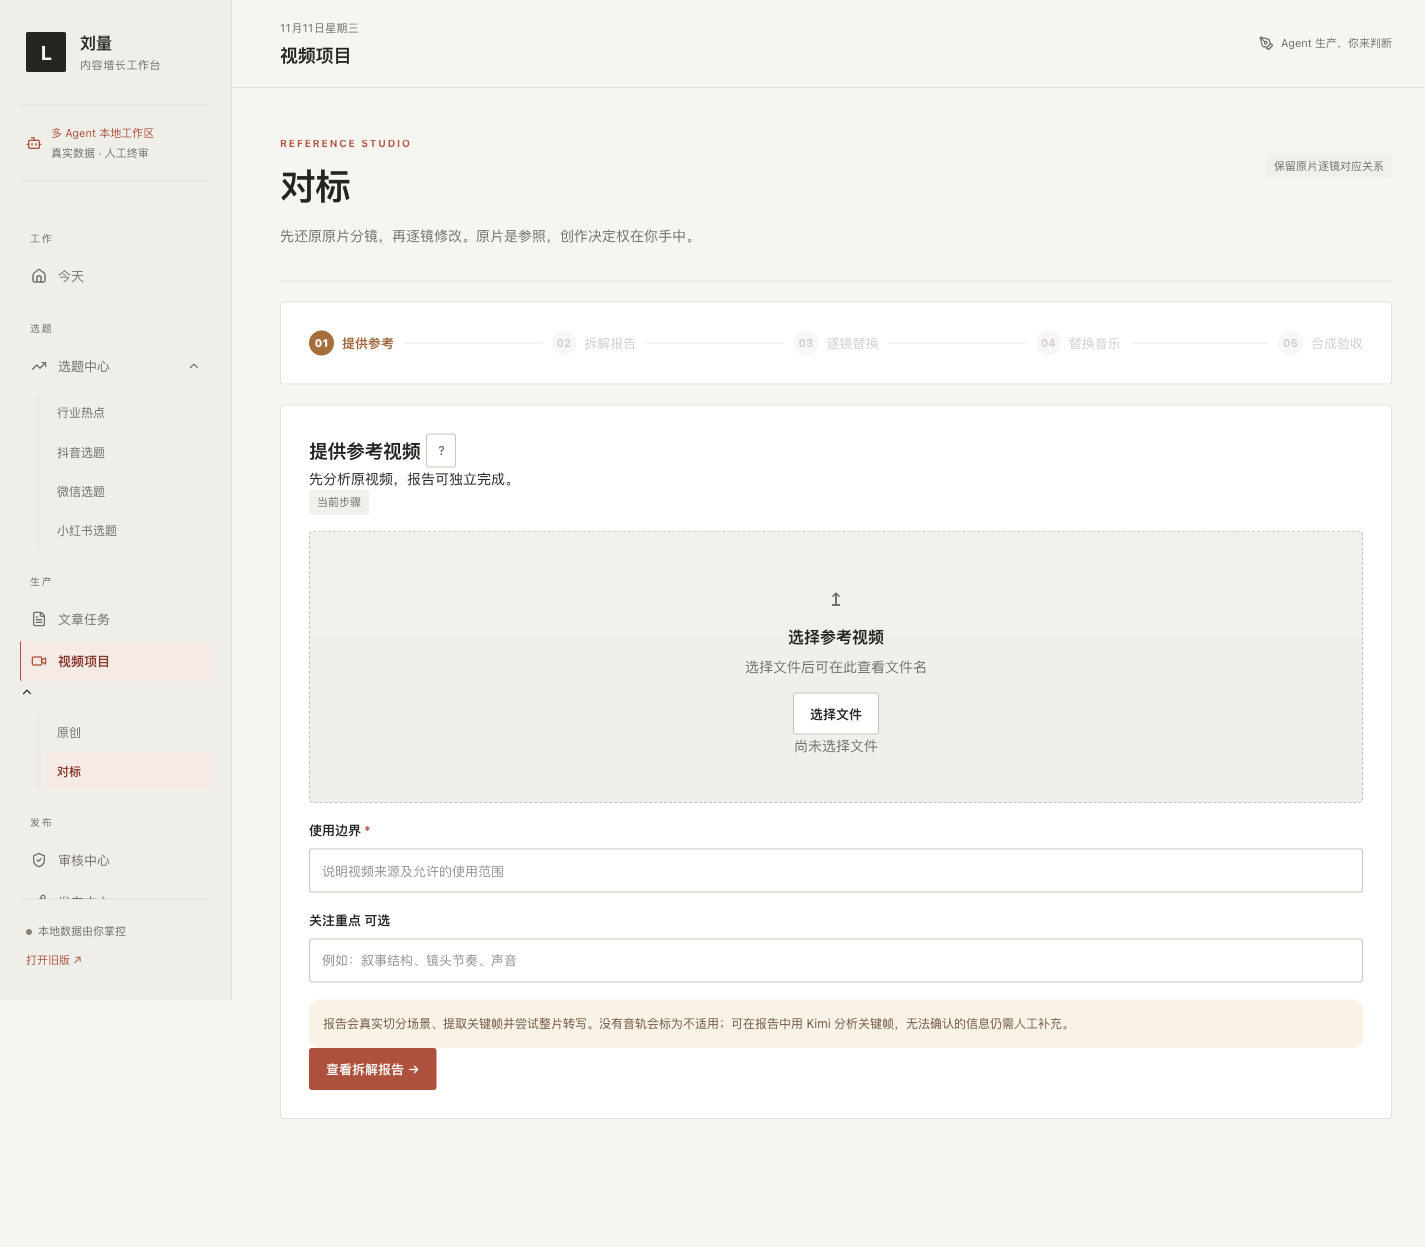 L
刘量
内容增长工作台
多 Agent 本地工作区
真实数据 · 人工终审
工作
今天
选题
选题中心
行业热点
抖音选题
微信选题
小红书选题
生产
文章任务
视频项目
原创
对标
发布
审核中心
本地数据由你掌控
打开旧版 ↗
11月11日星期三
视频项目
Agent 生产，你来判断
REFERENCE STUDIO
对标
保留原片逐镜对应关系
先还原原片分镜，再逐镜修改。原片是参照，创作决定权在你手中。
01 提供参考
02 拆解报告
03 逐镜替换
04 替换音乐
05 合成验收
提供参考视频 ?
先分析原视频，报告可独立完成。
当前步骤
↥
选择参考视频
选择文件后可在此查看文件名
选择文件
尚未选择文件
使用边界 *
说明视频来源及允许的使用范围
关注重点 可选
例如：叙事结构、镜头节奏、声音
报告会真实切分场景、提取关键帧并尝试整片转写。没有音轨会标为不适用；可在报告中用 Kimi 分析关键帧，无法确认的信息仍需人工补充。
查看拆解报告 →